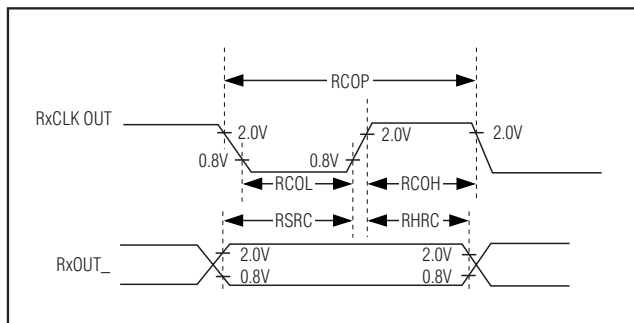 RCOP
RxCLK OUT
2.0V
2.0V
2.0V
0.8V
0.8V
RCOL
RCOH
RSRC
RHRC
RxOUT_
2.0V
2.0V
0.8V
0.8V